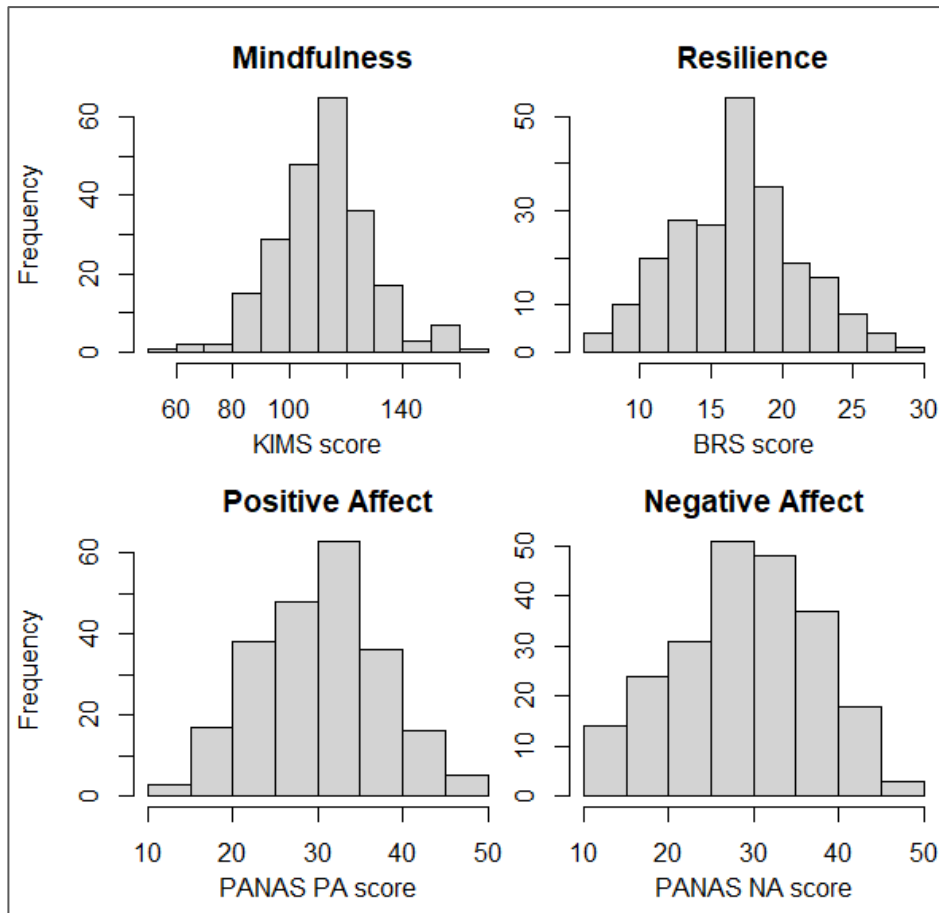 Mindfulness
Frequency
0 20 40 60
60 80 100 140
KIMS score
Resilience
0 10 30 50
10 15 20 25 30
BRS score
Positive Affect
Frequency
0 20 40 60
10 20 30 40 50
PANAS PA score
Negative Affect
0 10 20 30 40 50
10 20 30 40 50
PANAS NA score